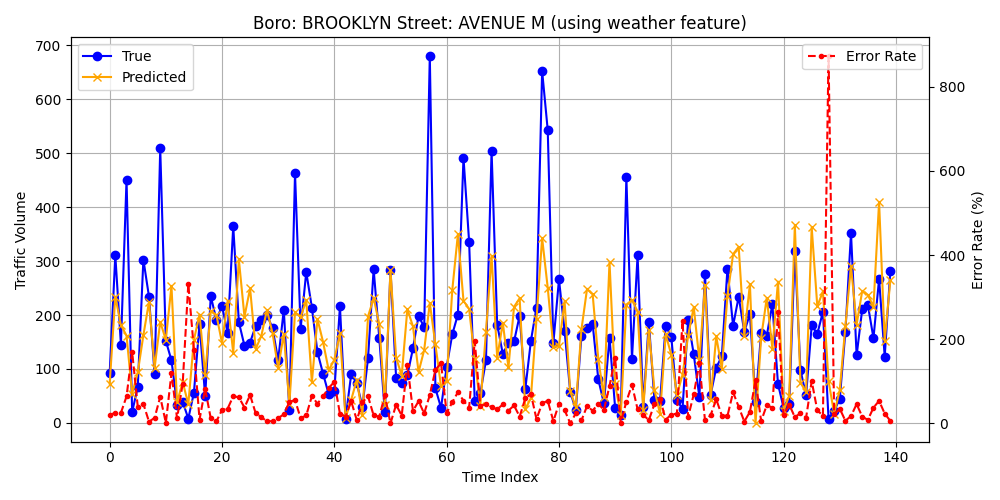 Boro: BROOKLYN Street: AVENUE M (using weather feature)
True
Predicted
Error Rate
700
600
500
400
300
200
100
0
Traffic Volume
800
600
400
200
0
Error Rate (%)
0 20 40 60 80 100 120 140
Time Index